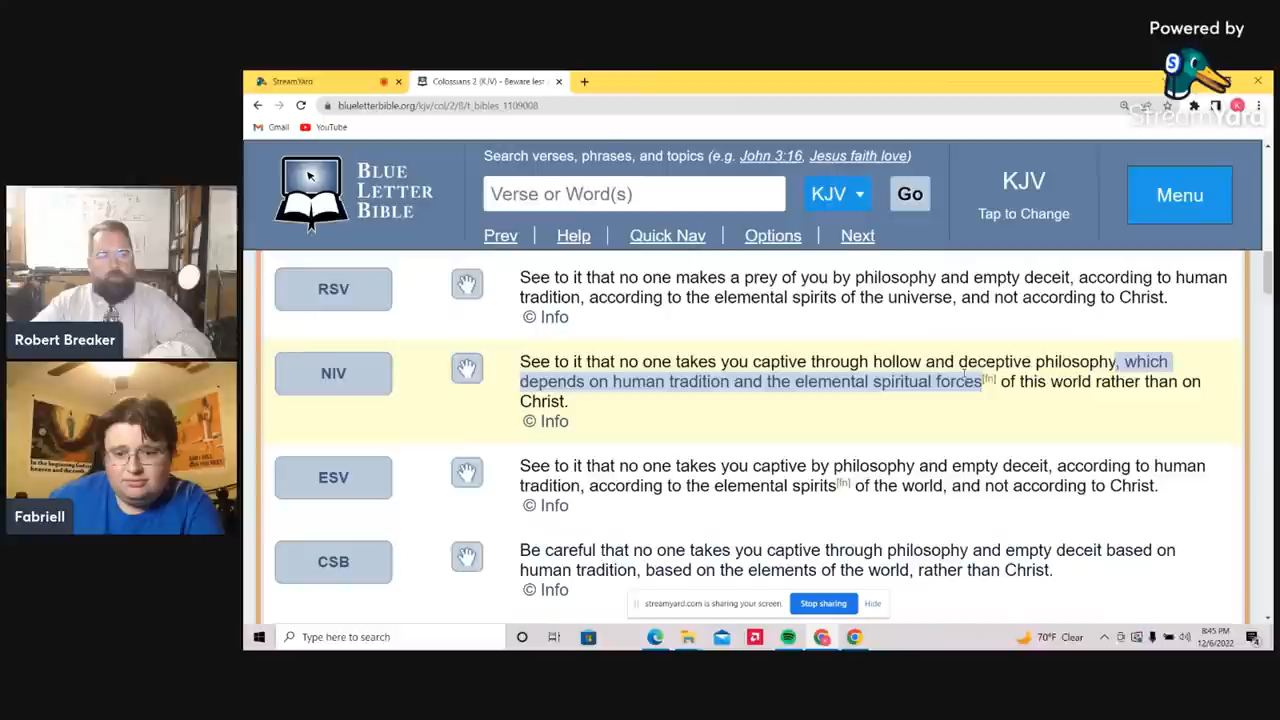 Powered by
StreamYard
StreamYard
Colossians 2 (KJV) - Beware lest
blueletterbible.org/kjv/col/2/8/t_bibles_1109008
Gmail
YouTube
BLUE
LETTER
BIBLE
Search verses, phrases, and topics (e.g. John 3:16, Jesus faith love)
Verse or Word(s)
KJV
Go
KJV
Tap to Change
Menu
Prev | Help | Quick Nav | Options | Next
RSV
See to it that no one makes a prey of you by philosophy and empty deceit, according to human
tradition, according to the elemental spirits of the universe, and not according to Christ.
© Info
NIV
See to it that no one takes you captive through hollow and deceptive philosophy, which
depends on human tradition and the elemental spiritual forces[fn] of this world rather than on
Christ.
© Info
ESV
See to it that no one takes you captive by philosophy and empty deceit, according to human
tradition, according to the elemental spirits[fn] of the world, and not according to Christ.
© Info
CSB
Be careful that no one takes you captive through philosophy and empty deceit based on
human tradition, based on the elements of the world, rather than Christ.
© Info
streamyard.com is sharing your screen.
Stop sharing
Hide
Type here to search
70°F Clear
8:45 PM
12/6/2022
Robert Breaker
In the beginning God
heaven and the earth
Fabriell